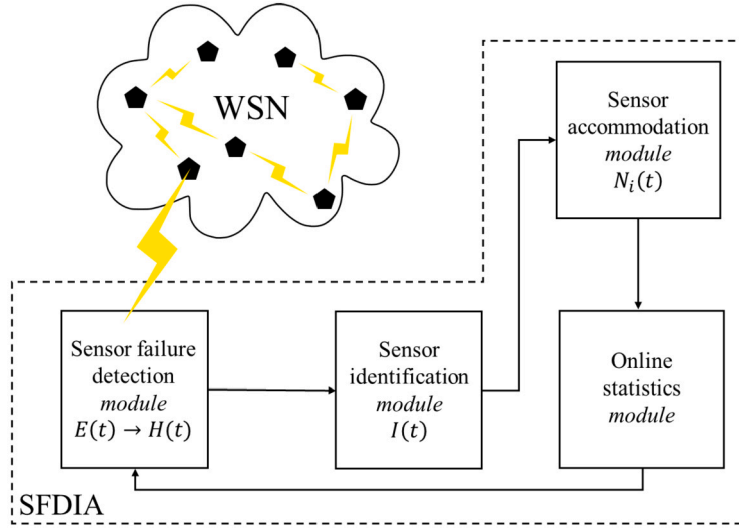 WSN
Sensor
accommodation
module
N_i(t)
Sensor failure
detection
module
E(t) → H(t)
Sensor
identification
module
I(t)
Online
statistics
module
SFDIA